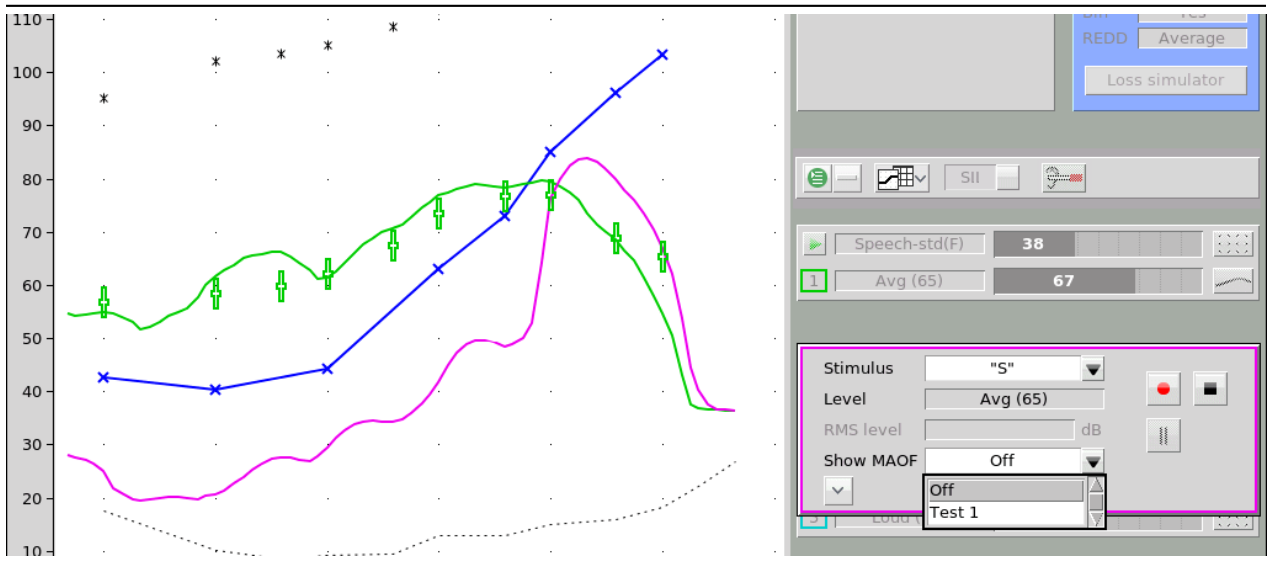 110
100
90
80
70
60
50
40
30
20
10
REDD Average
Loss simulator
SII
Speech-std(F) 38
1 Avg (65) 67
Stimulus "S"
Level Avg (65)
RMS level dB
Show MAOF Off
Off
Test 1
Loud (